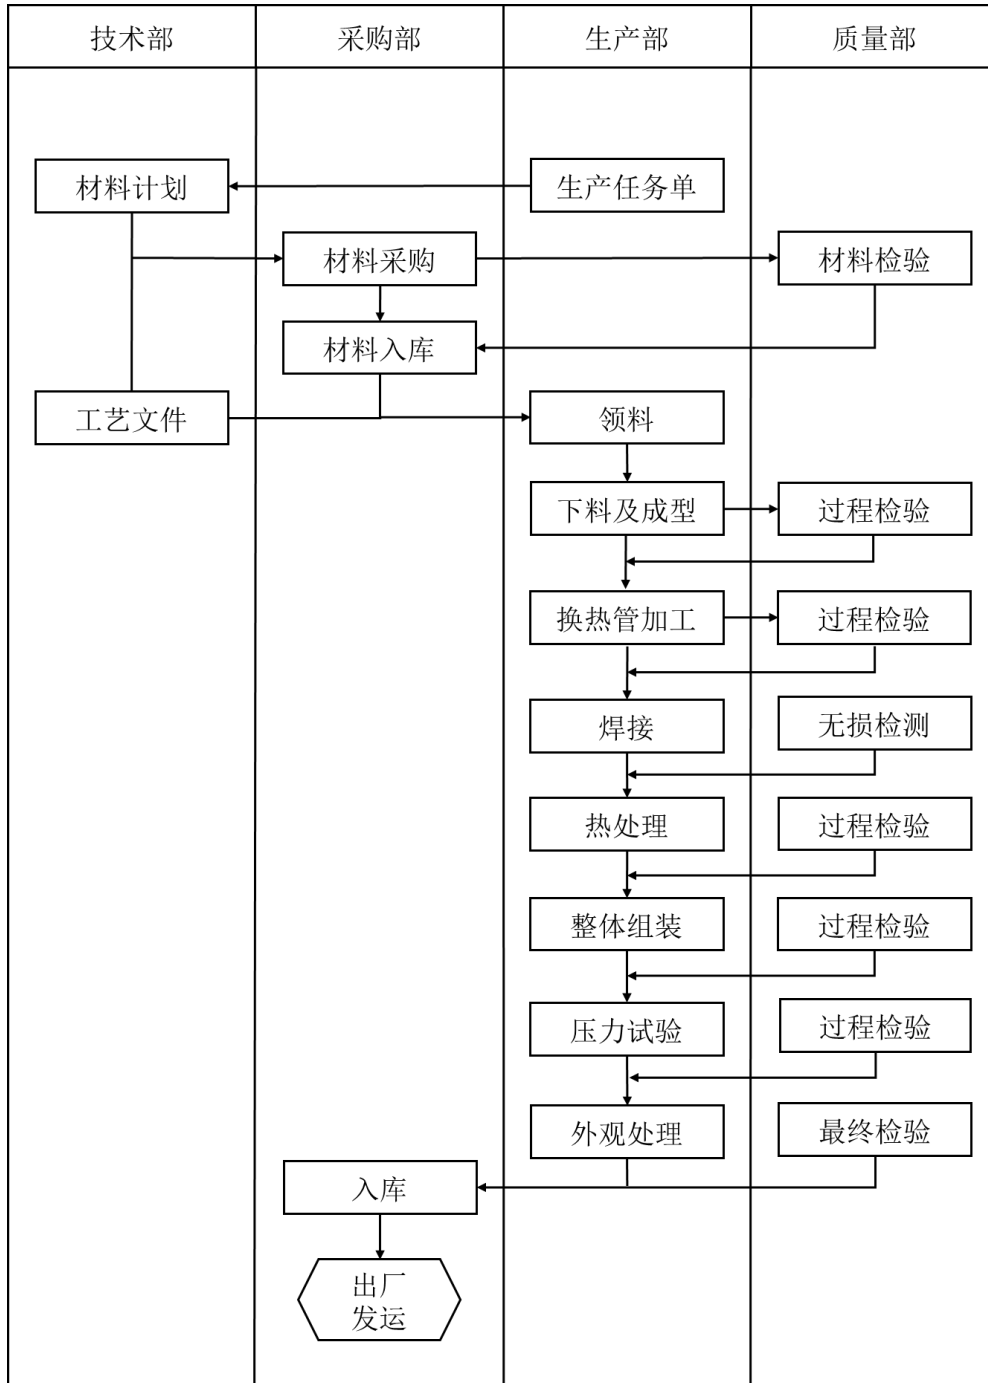 技术部
采购部
生产部
质量部
材料计划
生产任务单
材料采购
材料检验
材料入库
工艺文件
领料
下料及成型
过程检验
换热管加工
过程检验
焊接
无损检测
热处理
过程检验
整体组装
过程检验
压力试验
过程检验
外观处理
最终检验
入库
出厂
发运